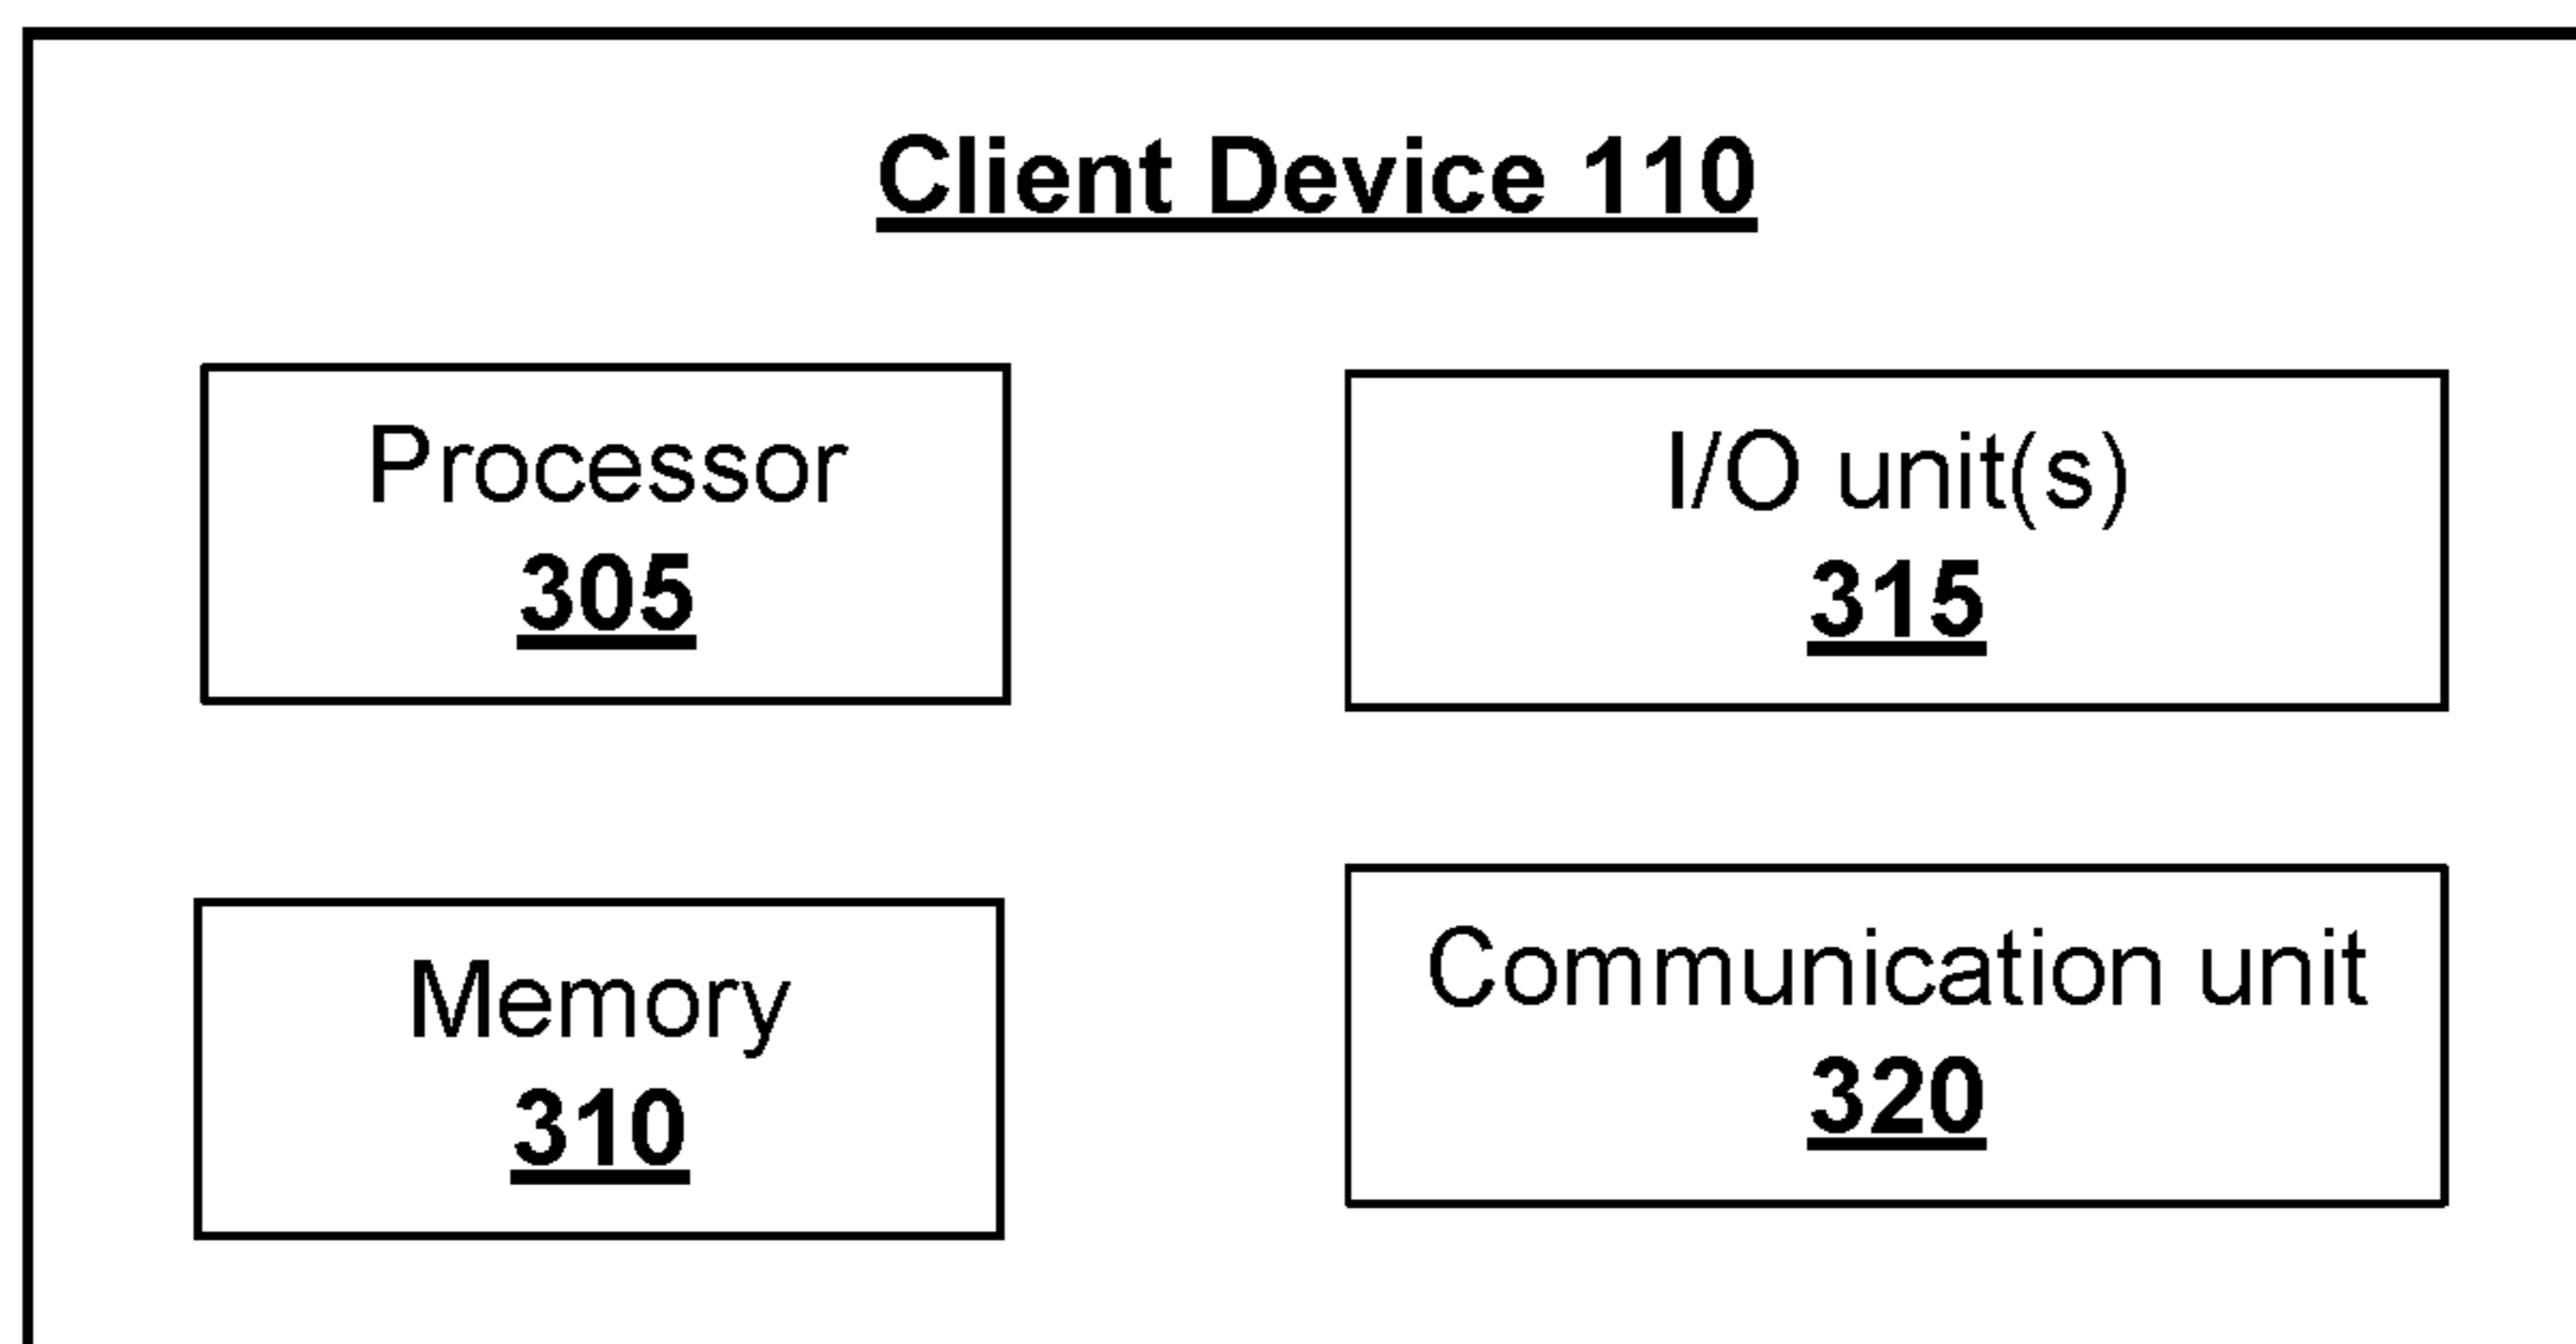 Client Device 110
Processor
305
I/O unit(s)
315
Memory
310
Communication unit
320